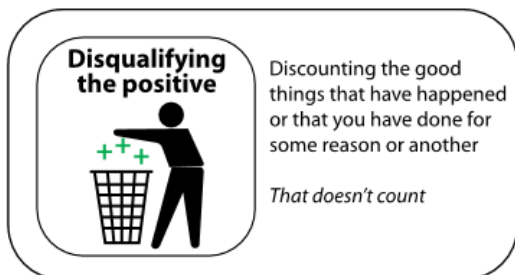 Disqualifying
the positive
Discounting the good
things that have happened
or that you have done for
some reason or another
That doesn't count